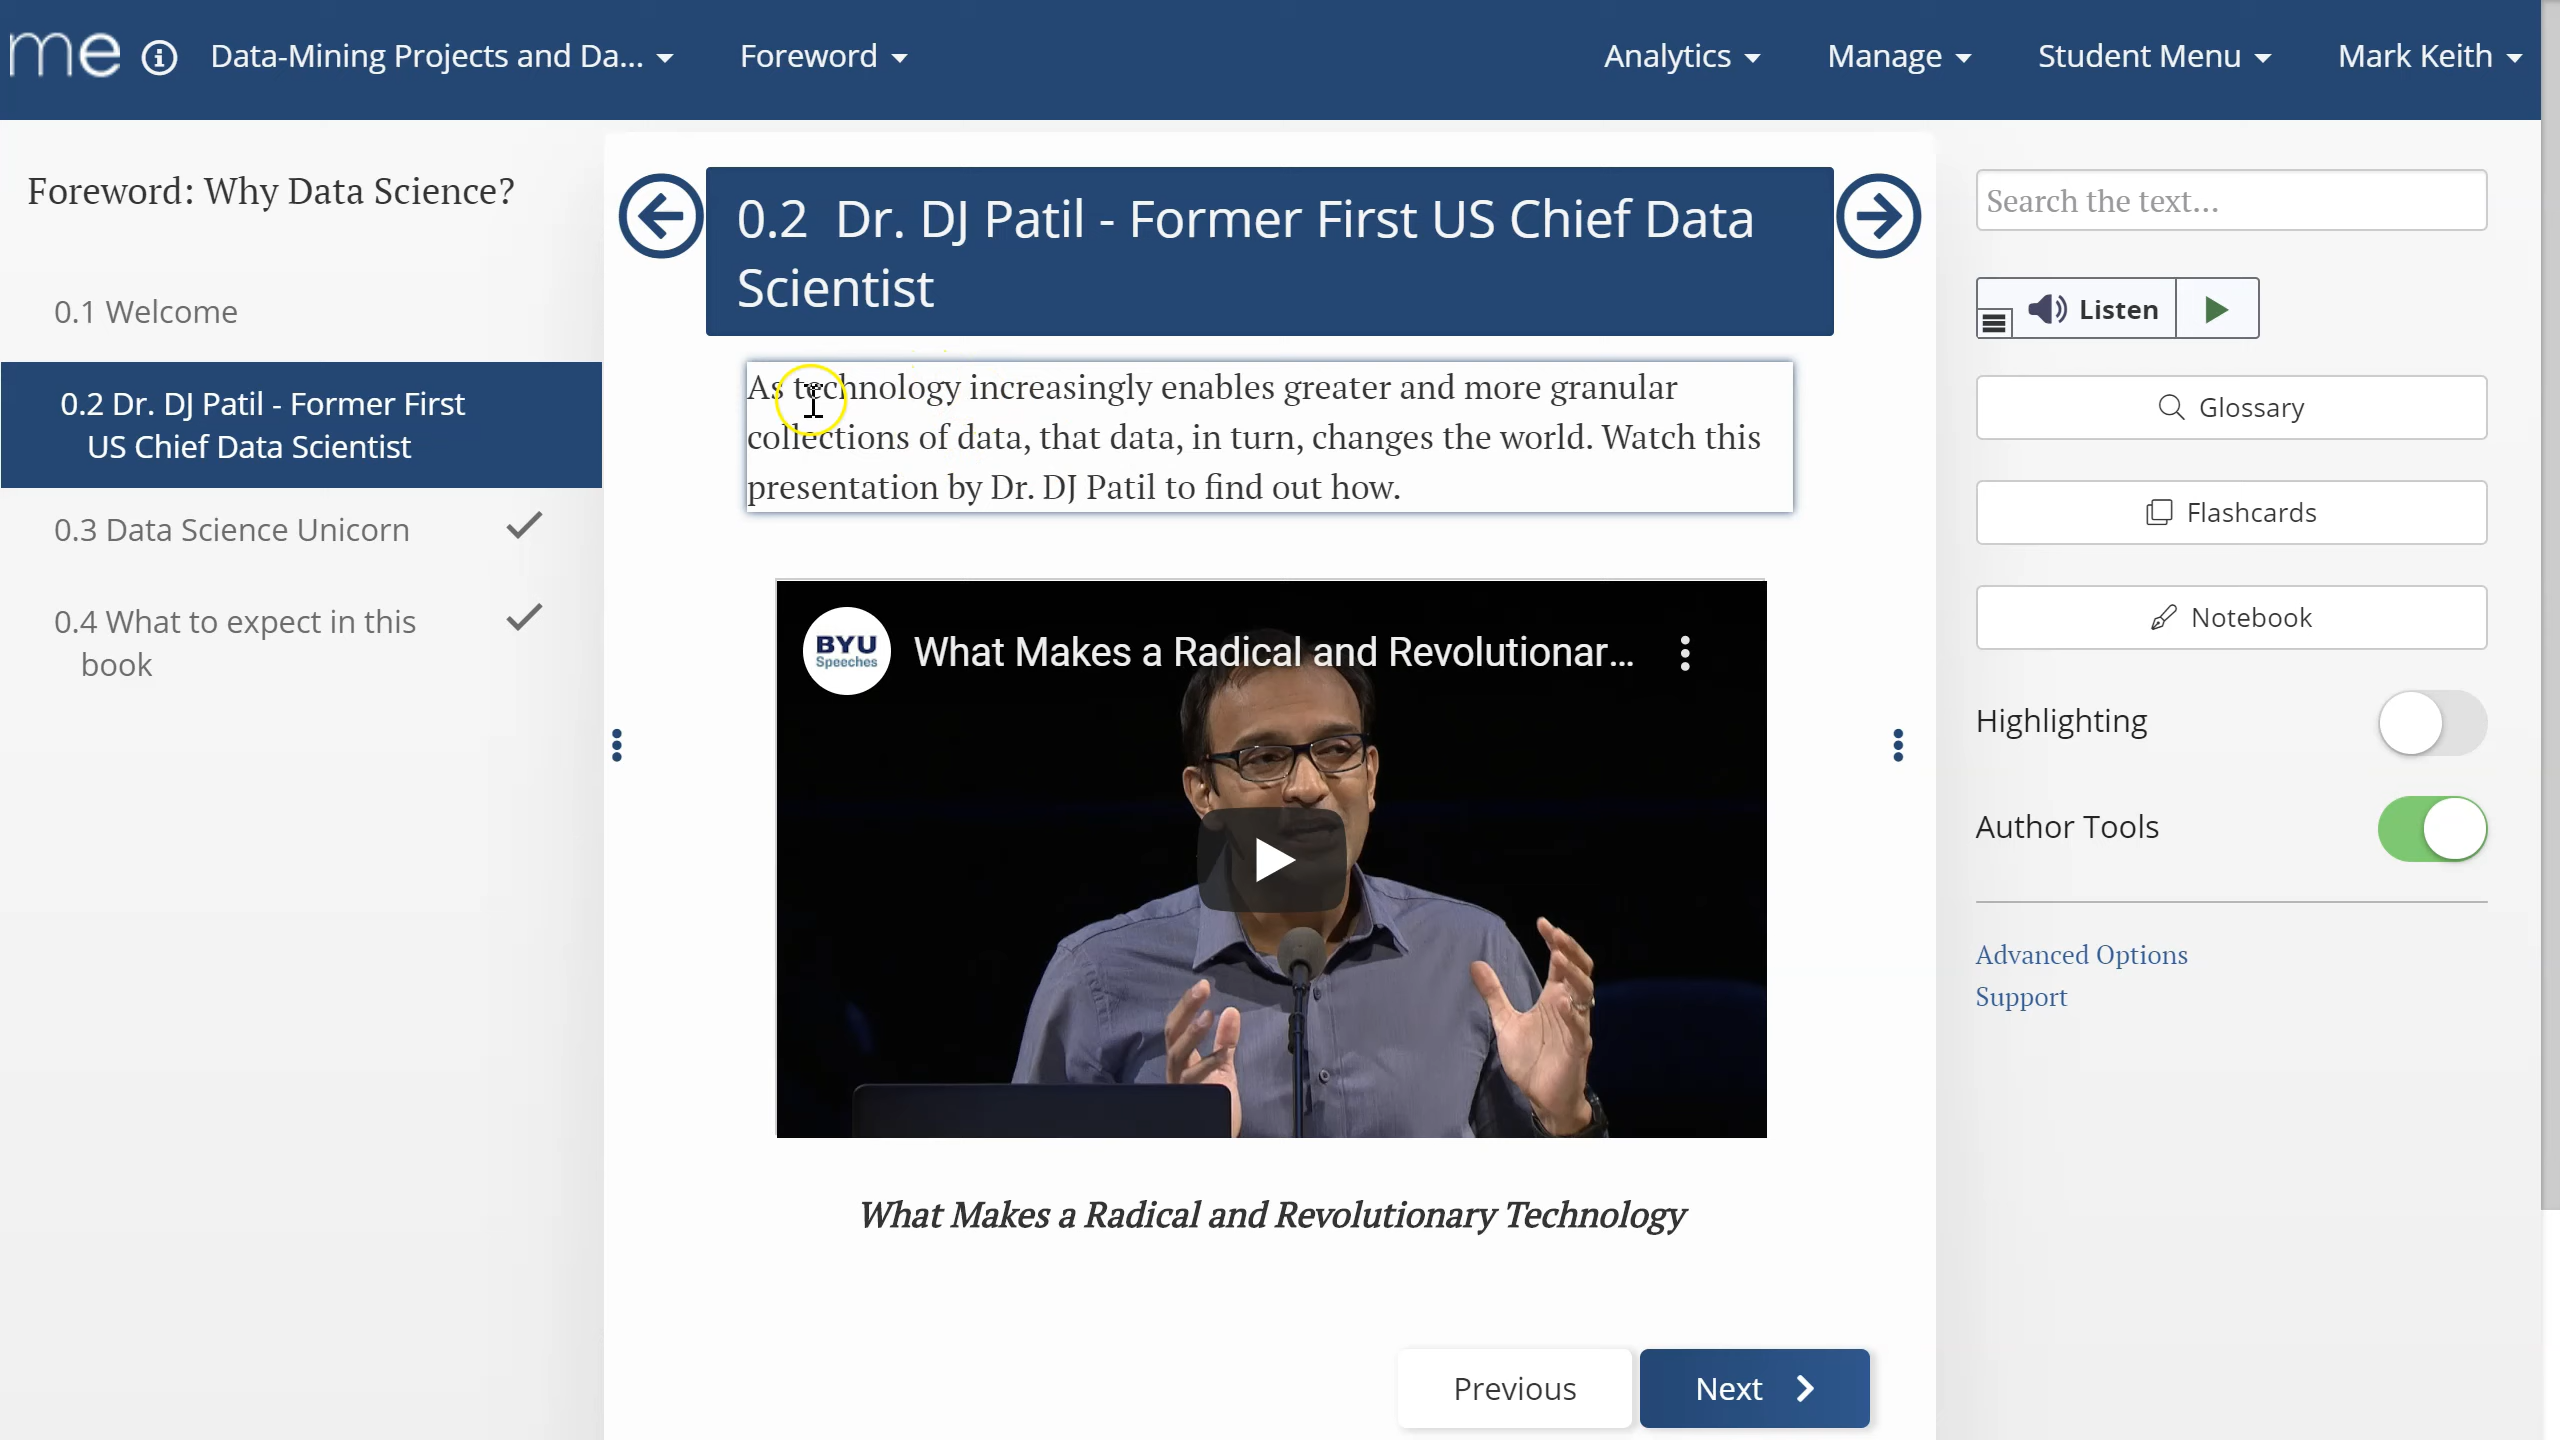 me
Data-Mining Projects and Da...
Foreword
Analytics
Manage
Student Menu
Mark Keith
Foreword: Why Data Science?
0.1 Welcome
0.2 Dr. DJ Patil - Former First
US Chief Data Scientist
0.3 Data Science Unicorn
0.4 What to expect in this
book
0.2 Dr. DJ Patil - Former First US Chief Data
Scientist
As technology increasingly enables greater and more granular
collections of data, that data, in turn, changes the world. Watch this
presentation by Dr. DJ Patil to find out how.
BYU
Speeches
What Makes a Radical and Revolutionar...
What Makes a Radical and Revolutionary Technology
Previous
Next
Search the text...
Listen
Glossary
Flashcards
Notebook
Highlighting
Author Tools
Advanced Options
Support